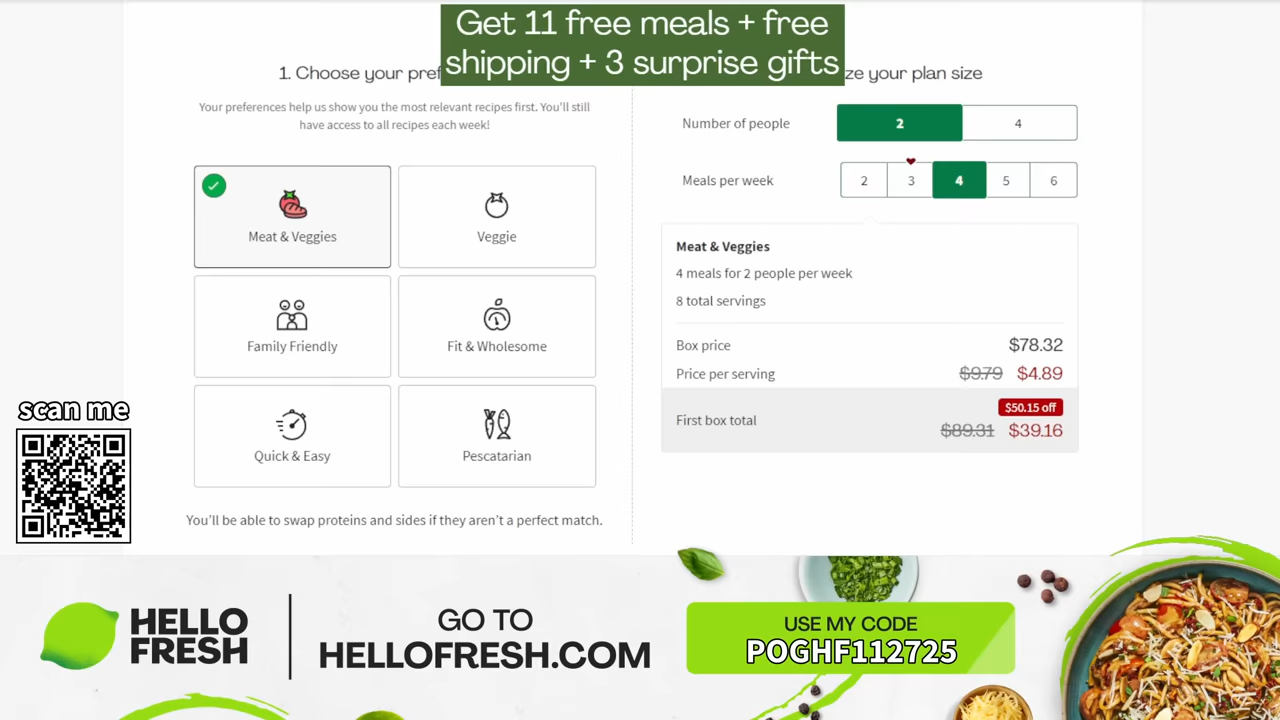 Get 11 free meals + free
shipping + 3 surprise gifts
1. Choose your pref
Your preferences help us show you the most relevant recipes first. You'll still
have access to all recipes each week!
Meat & Veggies
Veggie
Family Friendly
Fit & Wholesome
Quick & Easy
Pescatarian
You'll be able to swap proteins and sides if they aren't a perfect match.
ze your plan size
Number of people
2
4
Meals per week
2
3
4
5
6
Meat & Veggies
4 meals for 2 people per week
8 total servings
Box price $78.32
Price per serving $9.79 $4.89
$50.15 off
First box total $89.31 $39.16
scan me
HELLO
FRESH
GO TO
HELLOFRESH.COM
USE MY CODE
POGHF112725